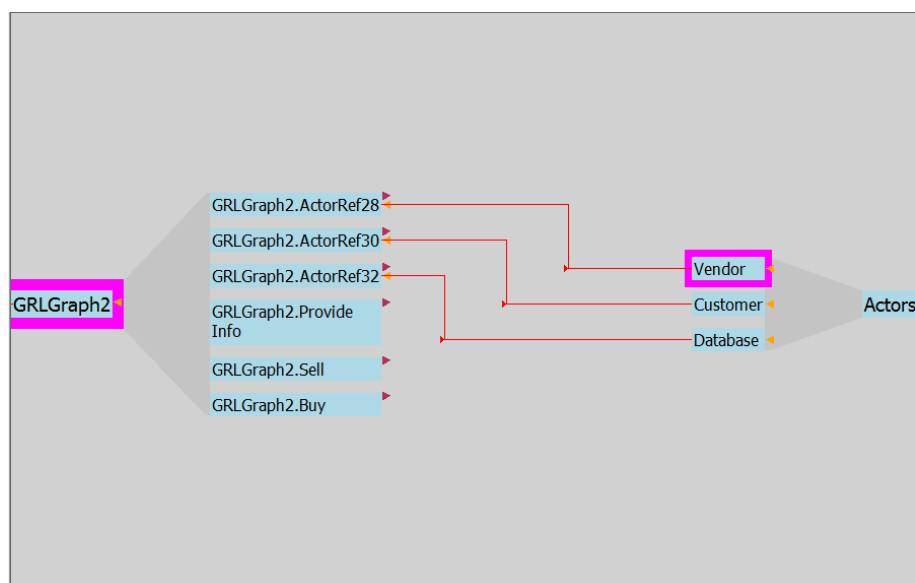 GRLGraph2
GRLGraph2.ActorRef28
GRLGraph2.ActorRef30
GRLGraph2.ActorRef32
GRLGraph2.Provide
Info
GRLGraph2.Sell
GRLGraph2.Buy
Vendor
Customer
Database
Actors